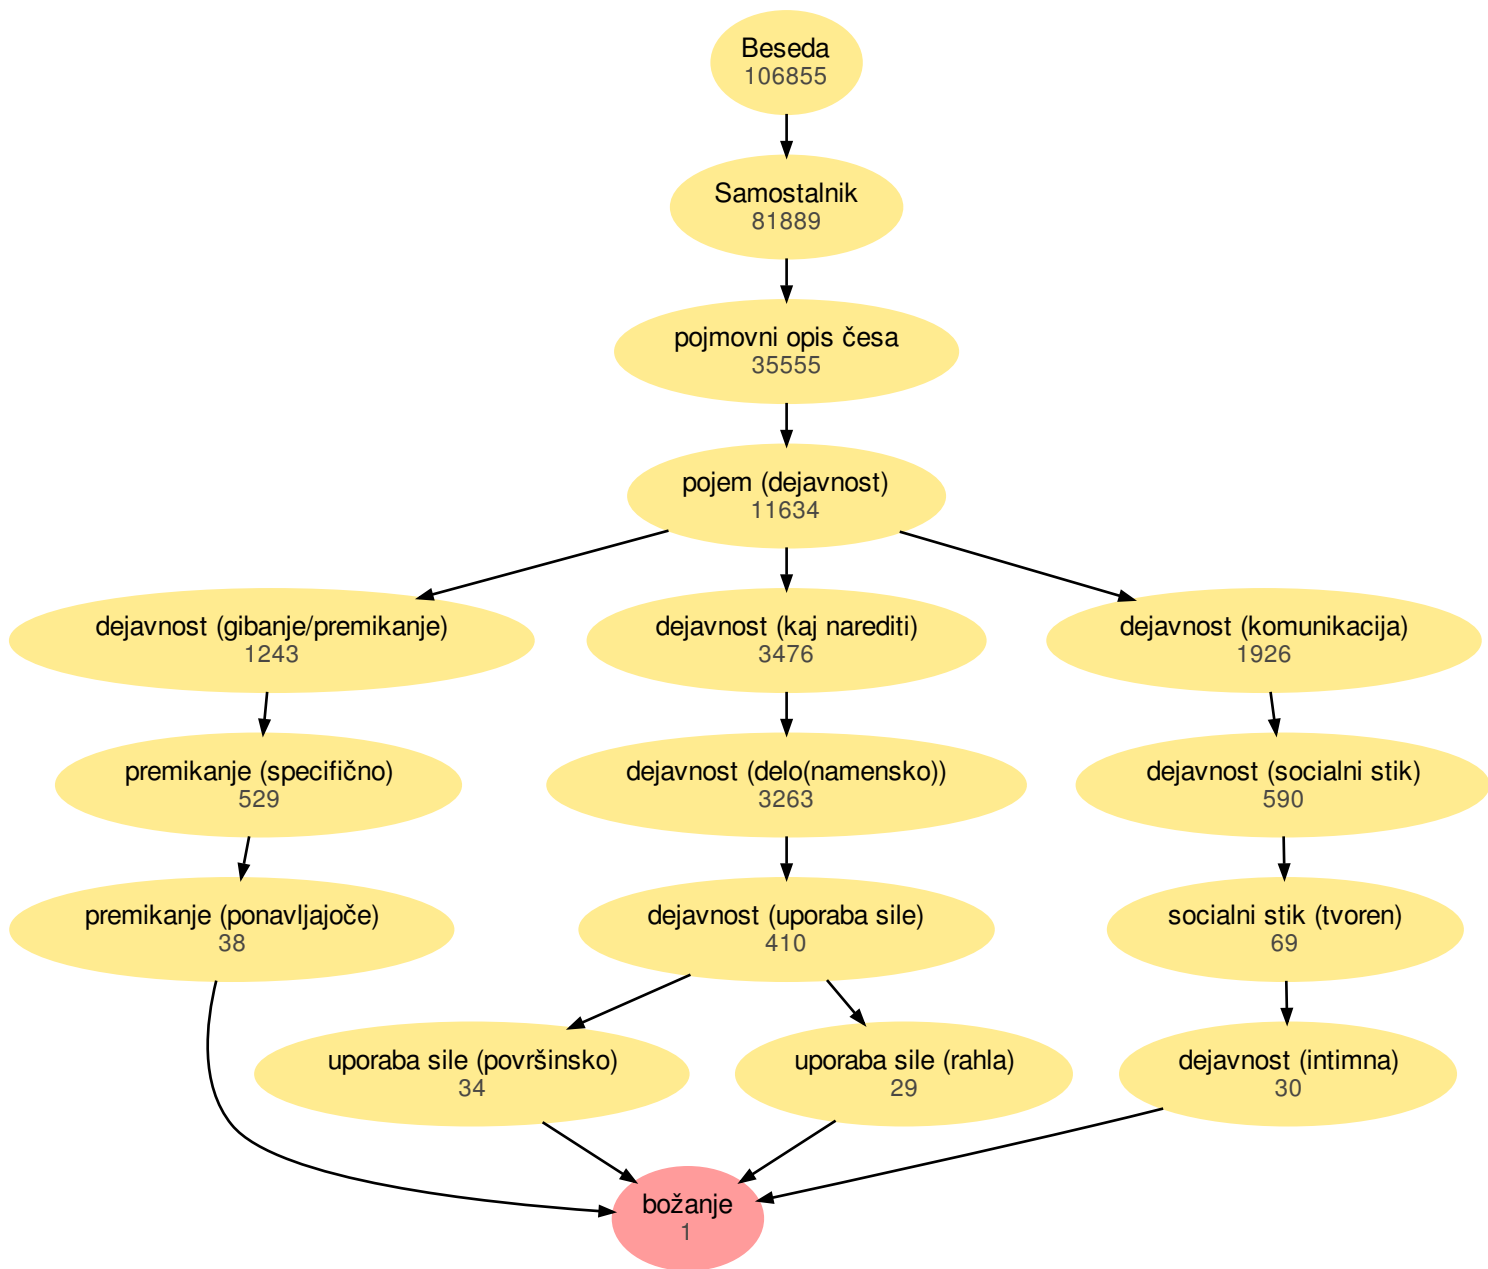 Beseda
106855
Samostalnik
81889
pojmovni opis česa
35555
pojem (dejavnost)
11634
dejavnost (gibanje/premikanje)
1243
dejavnost (kaj narediti)
3476
dejavnost (komunikacija)
1926
premikanje (specifično)
529
dejavnost (delo(namensko))
3263
dejavnost (socialni stik)
590
premikanje (ponavljajoče)
38
dejavnost (uporaba sile)
410
socialni stik (tvoren)
69
uporaba sile (površinsko)
34
uporaba sile (rahla)
29
dejavnost (intimna)
30
božanje
1